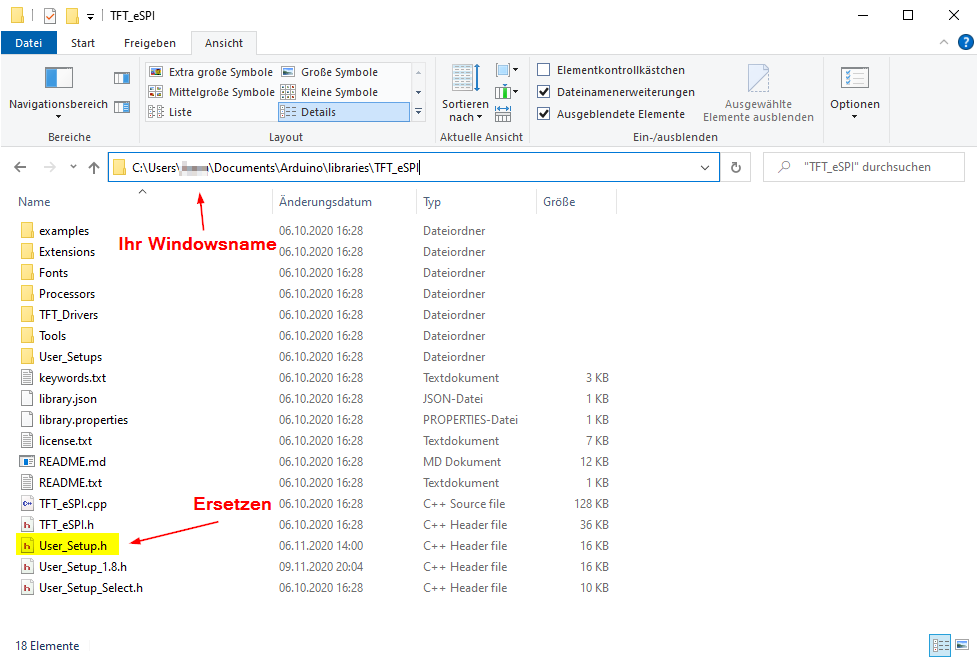 TFT_eSPI
Datei Start Freigeben Ansicht
Navigationsbereich
Bereiche
Extra große Symbole Große Symbole
Mittelgroße Symbole Kleine Symbole
Liste Details
Layout
Sortieren
nach
Aktuelle Ansicht
Elementkontrollkästchen
Dateinamenerweiterungen
Ausgeblendete Elemente
Ausgewählte
Elemente ausblenden
Ein-/ausblenden
Optionen
C:\Users\ \Documents\Arduino\libraries\TFT_eSPI
"TFT_eSPI" durchsuchen
Name Änderungsdatum Typ Größe
Ihr Windowsname
examples 06.10.2020 16:28 Dateiordner
Extensions 06.10.2020 16:28 Dateiordner
Fonts 06.10.2020 16:28 Dateiordner
Processors 06.10.2020 16:28 Dateiordner
TFT_Drivers 06.10.2020 16:28 Dateiordner
Tools 06.10.2020 16:28 Dateiordner
User_Setups 06.10.2020 16:28 Dateiordner
keywords.txt 06.10.2020 16:28 Textdokument 3 KB
library.json 06.10.2020 16:28 JSON-Datei 1 KB
library.properties 06.10.2020 16:28 PROPERTIES-Datei 1 KB
license.txt 06.10.2020 16:28 Textdokument 7 KB
README.md 06.10.2020 16:28 MD Dokument 12 KB
README.txt 06.10.2020 16:28 Textdokument 1 KB
TFT_eSPI.cpp 06.10.2020 16:28 C++ Source file 128 KB
Ersetzen
TFT_eSPI.h 06.10.2020 16:28 C++ Header file 36 KB
User_Setup.h 06.11.2020 14:00 C++ Header file 16 KB
User_Setup_1.8.h 09.11.2020 20:04 C++ Header file 16 KB
User_Setup_Select.h 06.10.2020 16:28 C++ Header file 10 KB
18 Elemente